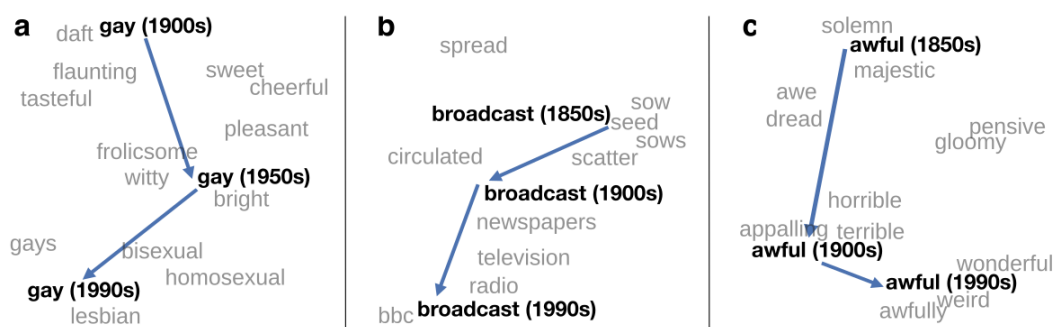 a
gay (1900s)
daft
flaunting
sweet
tasteful
cheerful
pleasant
frolicsome
witty
gay (1950s)
bright
gays
bisexual
homosexual
gay (1990s)
lesbian
b
spread
broadcast (1850s)
sow
seed
sows
circulated
scatter
broadcast (1900s)
newspapers
television
radio
bbc
broadcast (1990s)
c
solemn
awful (1850s)
majestic
awe
dread
pensive
gloomy
horrible
appalling
terrible
awful (1900s)
wonderful
awful (1990s)
weird
awfully